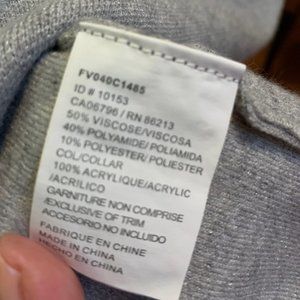 FV040C1485
ID # 10153
CA06796 / RN 86213
50% VISCOSE/VISCOSA
40% POLYAMIDE/POLIAMIDA
10% POLYESTER/ POLIESTER
COL/COLLAR
100% ACRYLIQUE/ACRYLIC
/ACRILICO
GARNITURE NON COMPRISE
/EXCLUSIVE OF TRIM
ACCESORIO NO INCLUIDO
FABRIQUE EN CHINE
MADE IN CHINA
HECHO EN CHINA